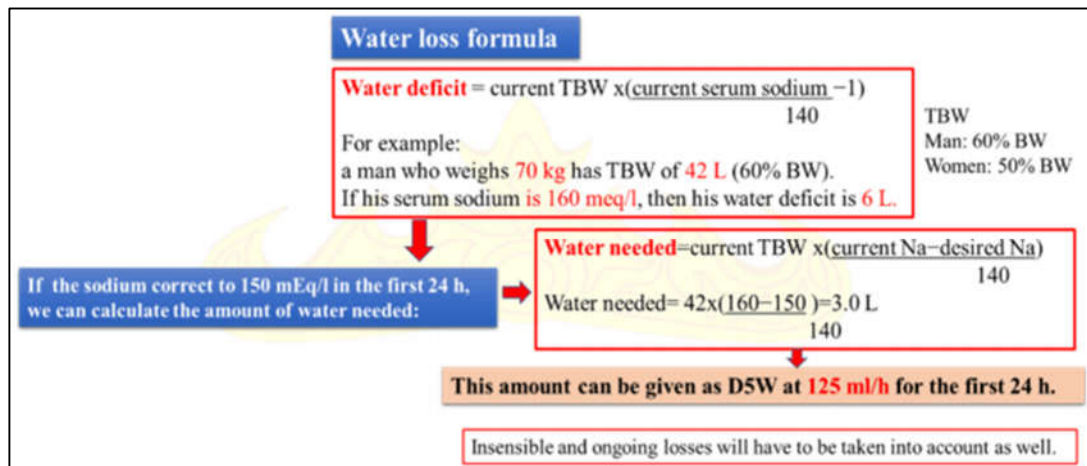 Water loss formula
Water deficit = current TBW x(current serum sodium −1)
140
For example:
a man who weighs 70 kg has TBW of 42 L (60% BW).
If his serum sodium is 160 meq/l, then his water deficit is 6 L.
TBW
Man: 60% BW
Women: 50% BW
If the sodium correct to 150 mEq/l in the first 24 h,
we can calculate the amount of water needed:
Water needed=current TBW x(current Na−desired Na)
140
Water needed= 42x(160−150 )=3.0 L
140
This amount can be given as D5W at 125 ml/h for the first 24 h.
Insensible and ongoing losses will have to be taken into account as well.